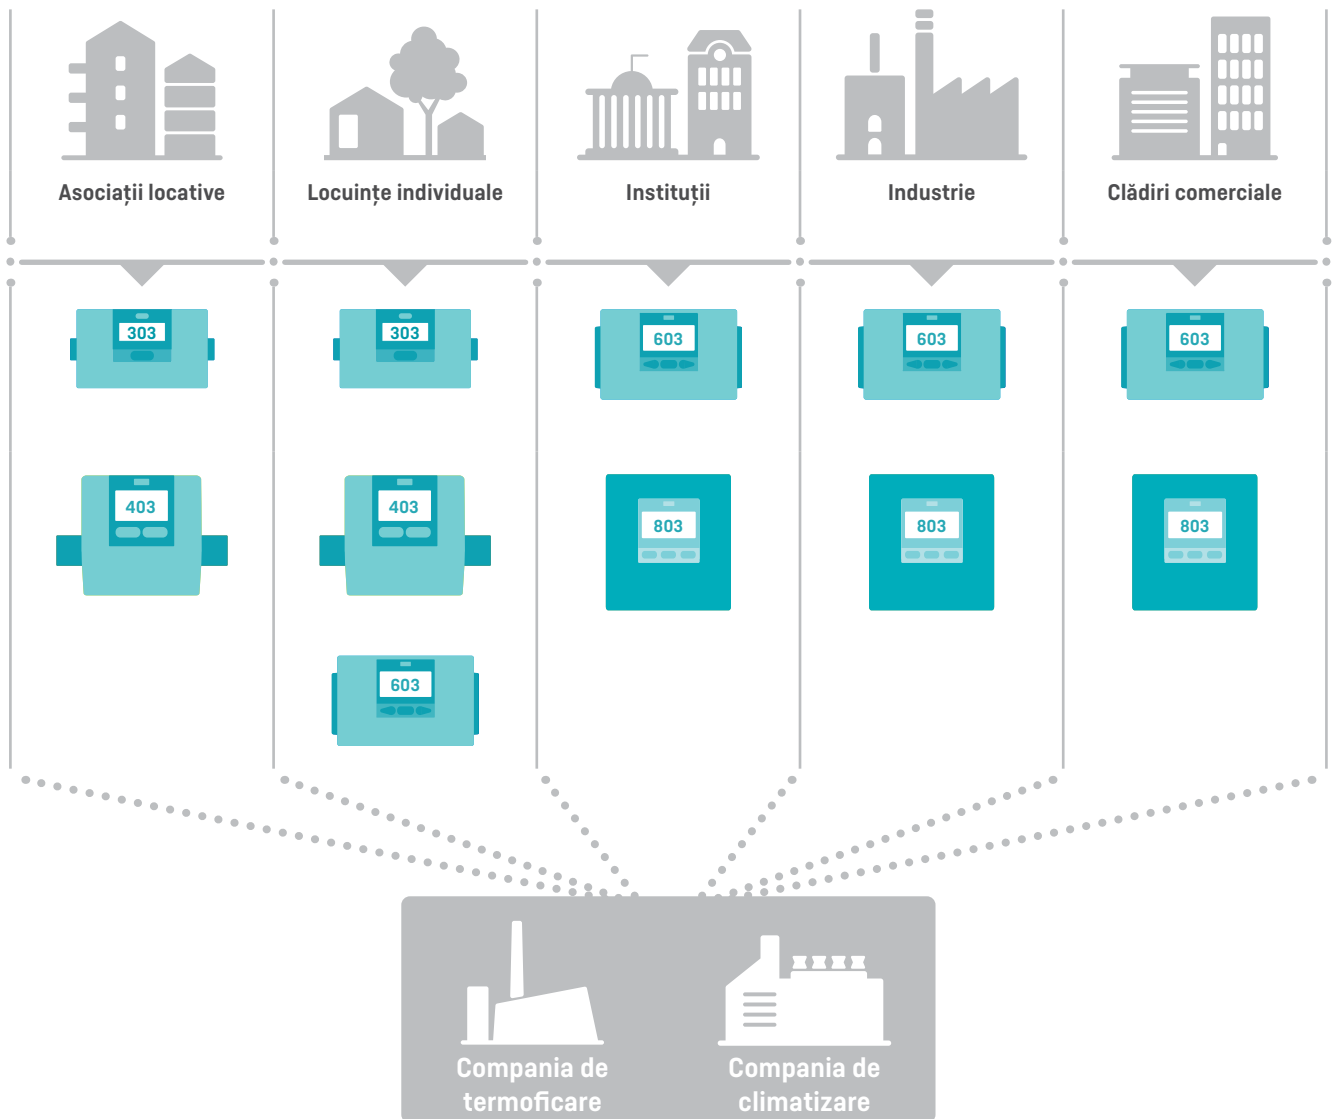 Asociații locative
Locuințe individuale
Instituții
Industrie
Clădiri comerciale
303
303
603
603
603
403
403
803
803
803
603
Compania de
termoficare
Compania de
climatizare